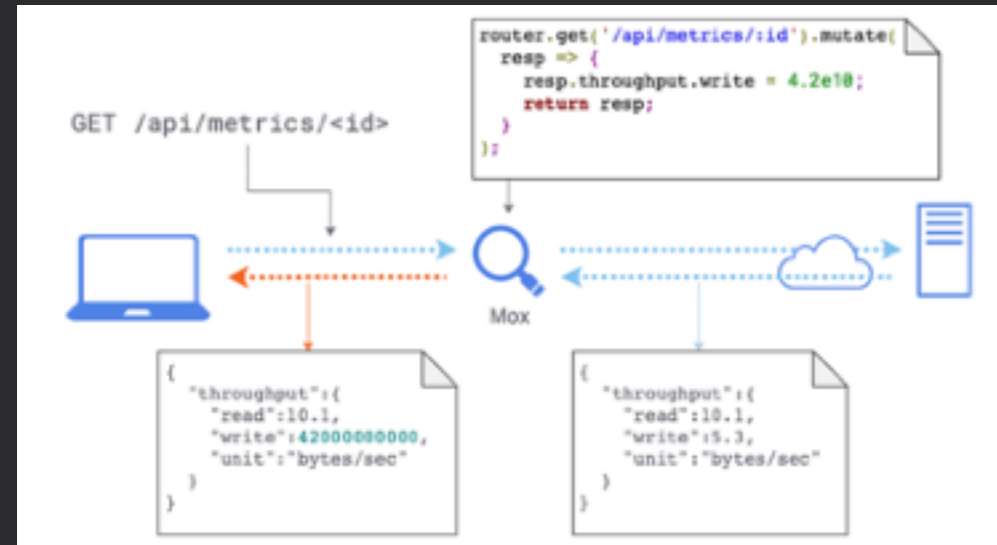 router.get('/api/metrics/:id').mutate(
resp => {
resp.throughput.write = 4.2e10;
return resp;
}
);
GET /api/metrics/<id>
Mox
{
"throughput":{
"read":10.1,
"write":42000000000,
"unit":"bytes/sec"
}
}
{
"throughput":{
"read":10.1,
"write":5.3,
"unit":"bytes/sec"
}
}